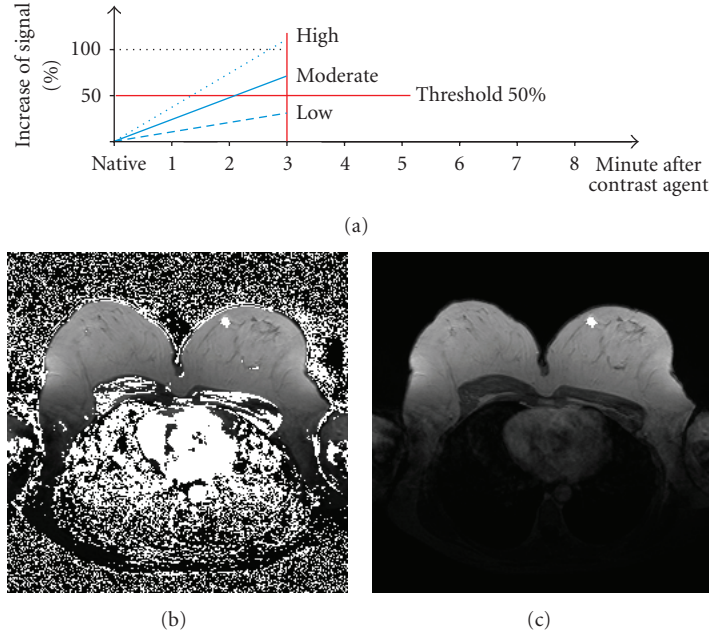 Increase of signal
(%)
100
50
High
Moderate
Threshold 50%
Low
Native 1 2 3 4 5 6 7 8 Minute after
contrast agent
(a)
(b)
(c)